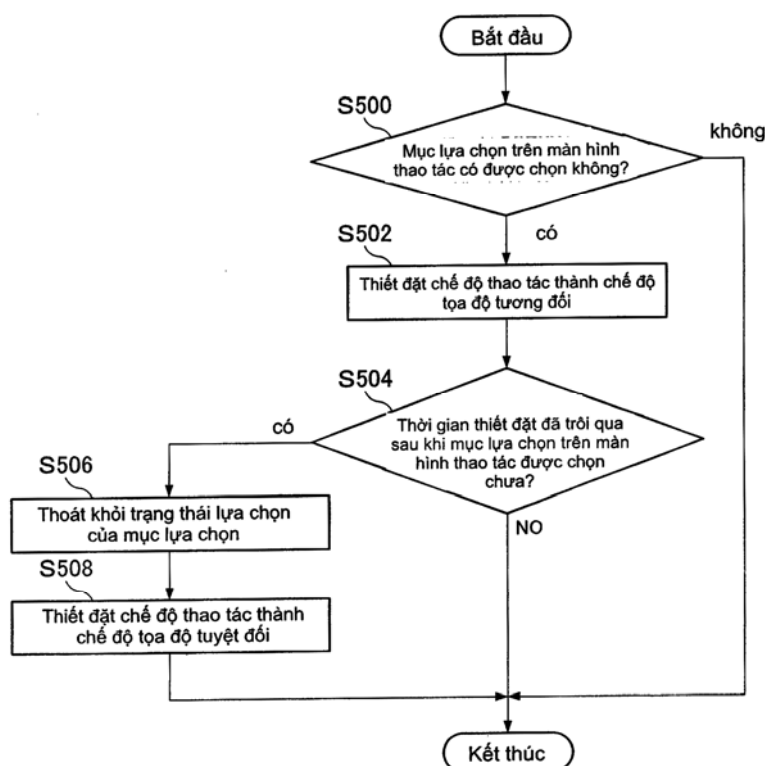 Bắt đầu
S500
không
Mục lựa chọn trên màn hình
thao tác có được chọn không?
S502
có
Thiết đặt chế độ thao tác thành chế độ
tọa độ tương đối
S504
có
Thời gian thiết đặt đã trôi qua
sau khi mục lựa chọn trên màn
hình thao tác được chọn
chưa?
S506
NO
Thoát khỏi trạng thái lựa chọn
của mục lựa chọn
S508
Thiết đặt chế độ thao tác thành
chế độ tọa độ tuyệt đối
Kết thúc